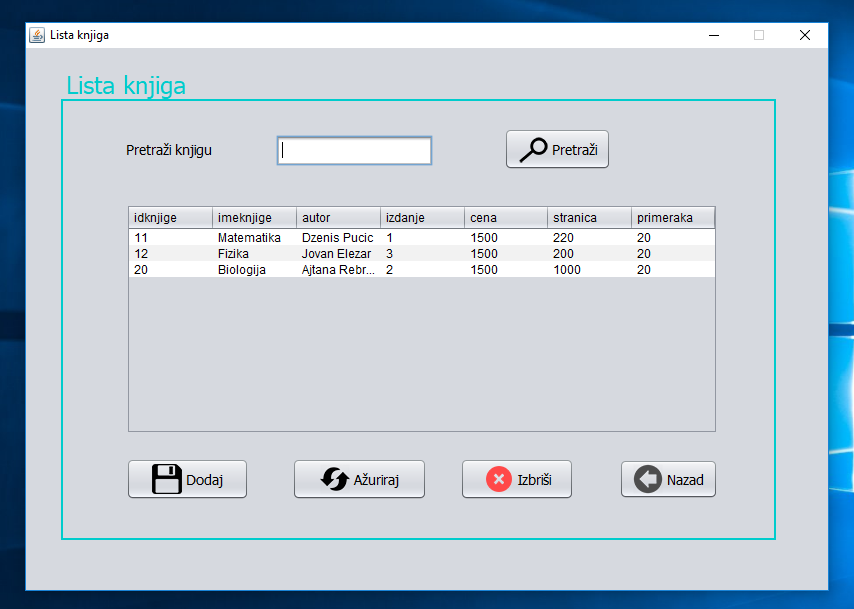 Lista knjiga
Lista knjiga
Pretraži knjigu Pretraži
idknjige imeknjige autor izdanje cena stranica primeraka
11 Matematika Dzenis Pucic 1 1500 220 20
12 Fizika Jovan Elezar 3 1500 200 20
20 Biologija Ajtana Rebr... 2 1500 1000 20
Dodaj Ažuriraj Izbriši Nazad